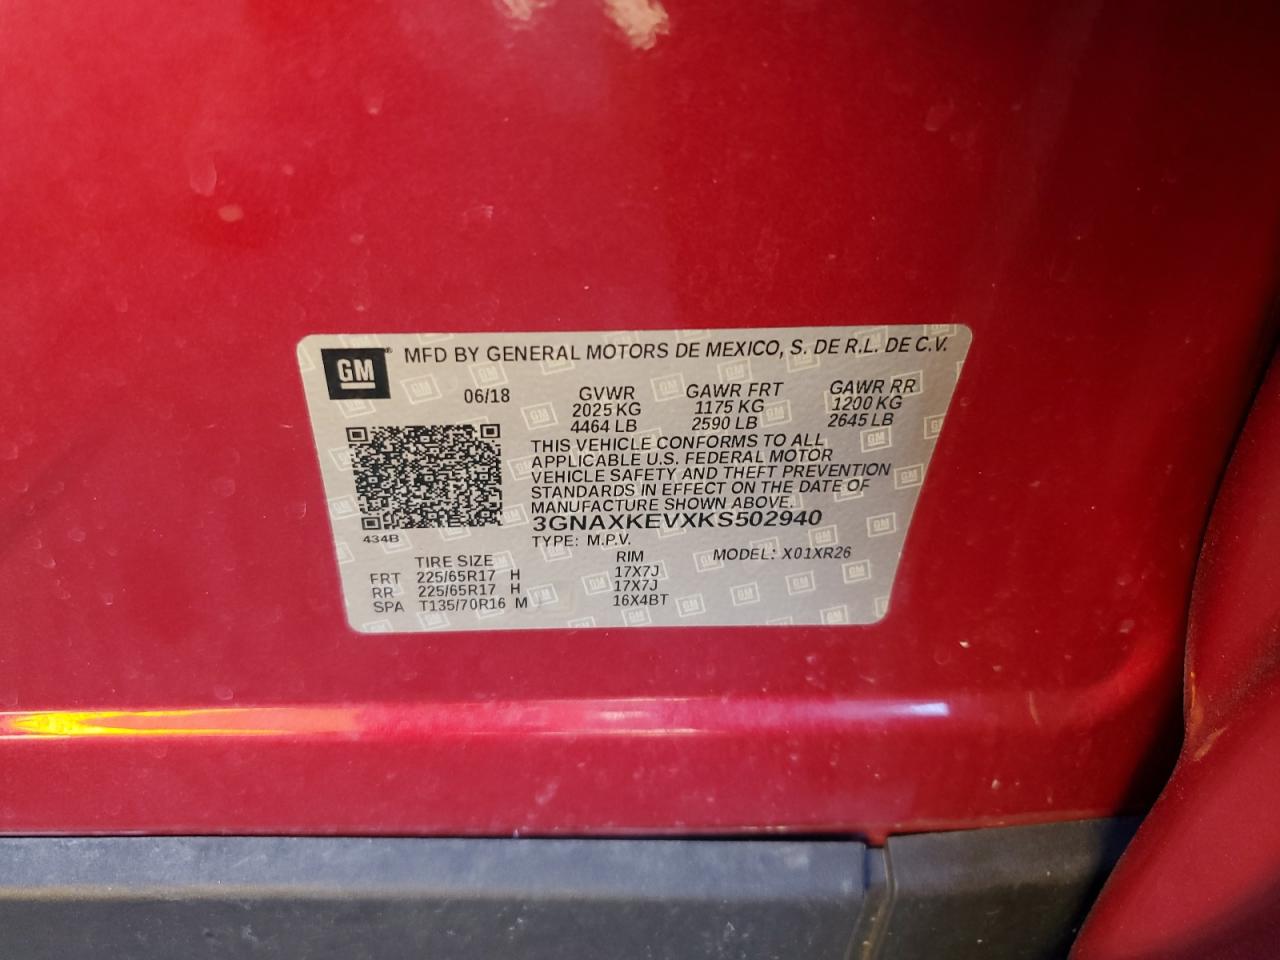 GM® MFD BY GENERAL MOTORS DE MEXICO, S. DE R.L. DE C.V.
06/18 GVWR GAWR FRT GAWR RR
2025 KG 1175 KG 1200 KG
4464 LB 2590 LB 2645 LB
THIS VEHICLE CONFORMS TO ALL
APPLICABLE U.S. FEDERAL MOTOR
VEHICLE SAFETY AND THEFT PREVENTION
STANDARDS IN EFFECT ON THE DATE OF
MANUFACTURE SHOWN ABOVE.
3GNAXKEVXKS502940
434B TYPE: M.P.V.
TIRE SIZE RIM MODEL: X01XR26
FRT 225/65R17 H 17X7J
RR 225/65R17 H 17X7J
SPA T135/70R16 M 16X4BT